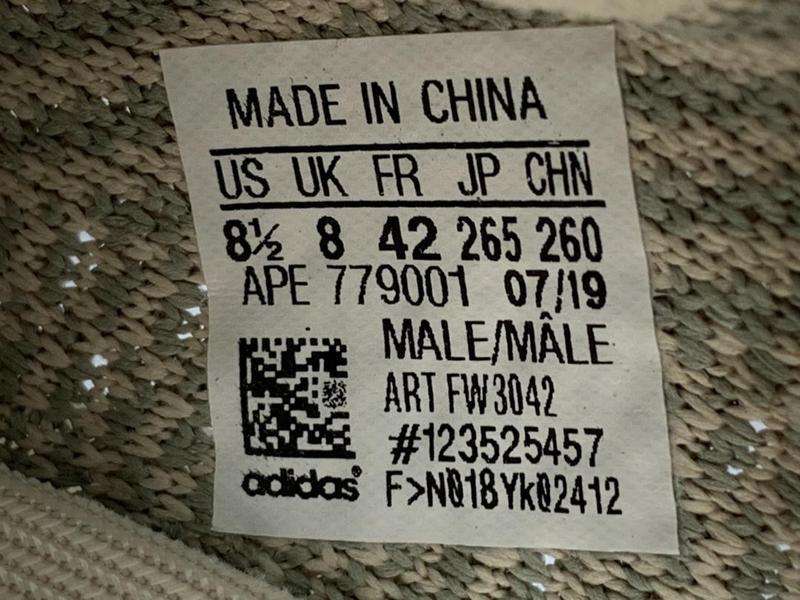 MADE IN CHINA
US UK FR JP CHN
8½ 8 42 265 260
APE 779001 07/19
MALE/MÂLE
ART FW3042
#123525457
F>N018Yk02412
adidas®